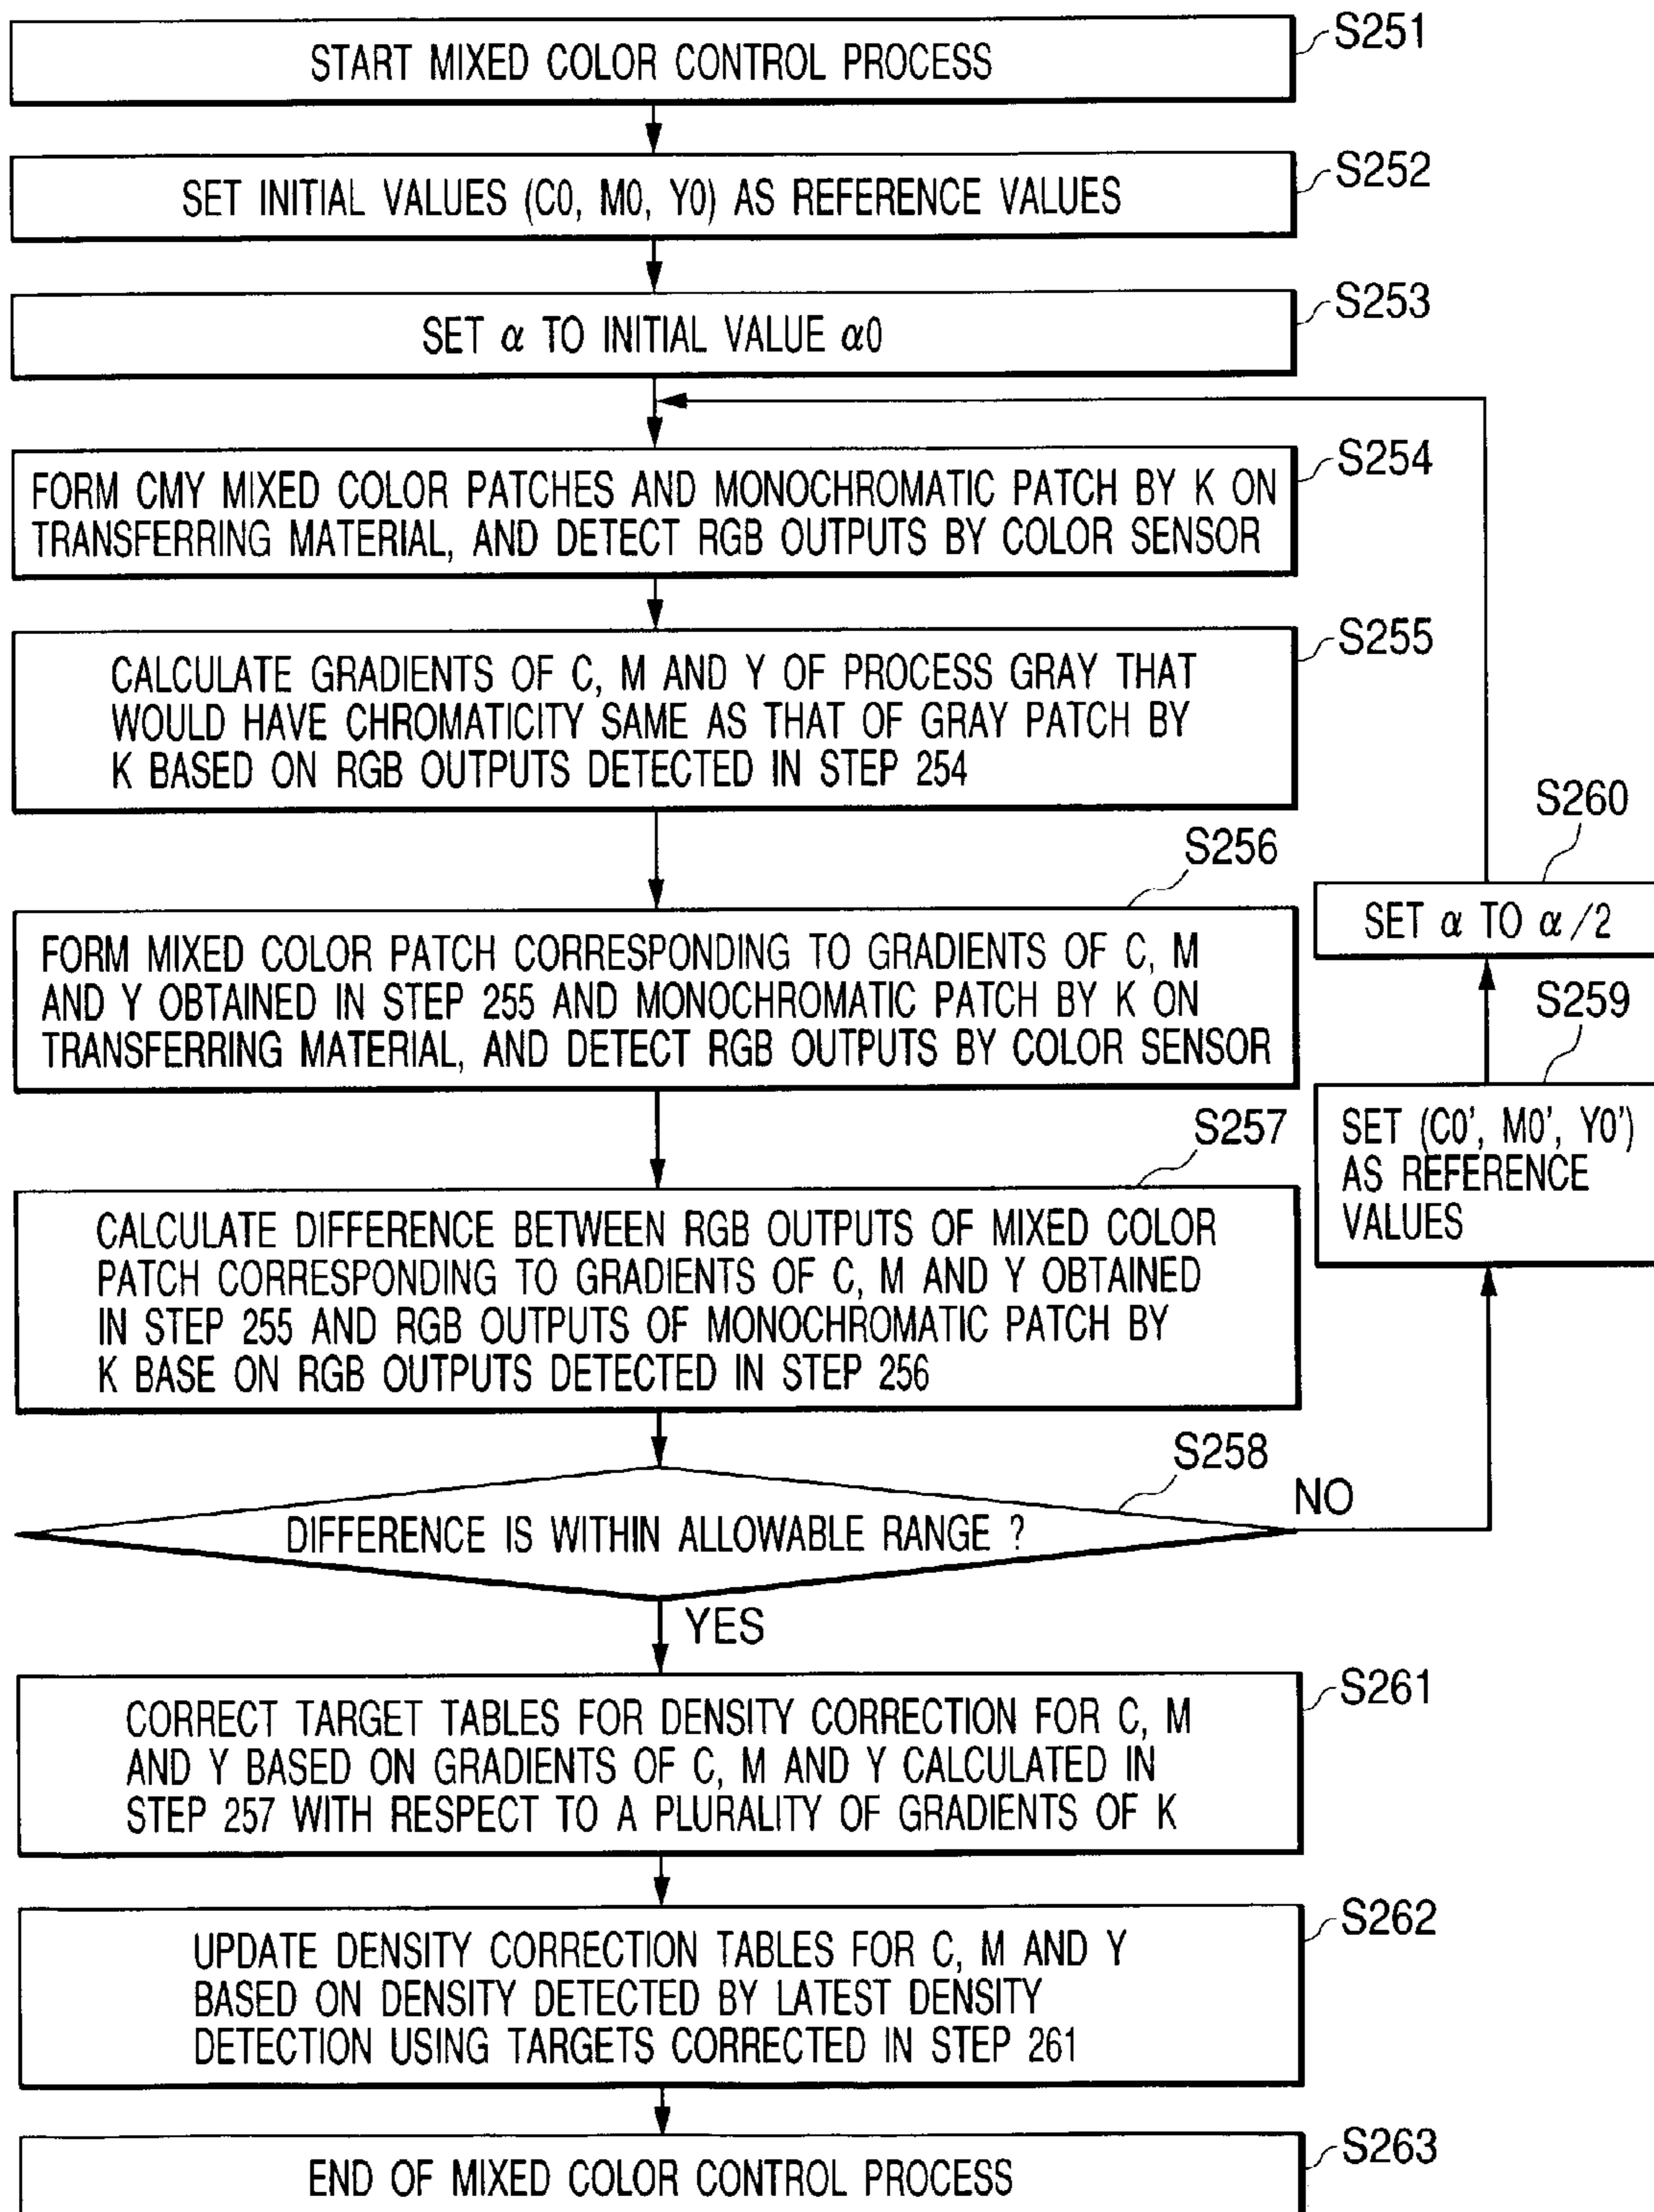 S251
START MIXED COLOR CONTROL PROCESS
S252
SET INITIAL VALUES (C0, M0, Y0) AS REFERENCE VALUES
S253
SET α TO INITIAL VALUE α0
S254
FORM CMY MIXED COLOR PATCHES AND MONOCHROMATIC PATCH BY K ON
TRANSFERRING MATERIAL, AND DETECT RGB OUTPUTS BY COLOR SENSOR
S255
CALCULATE GRADIENTS OF C, M AND Y OF PROCESS GRAY THAT
WOULD HAVE CHROMATICITY SAME AS THAT OF GRAY PATCH BY
K BASED ON RGB OUTPUTS DETECTED IN STEP 254
S256
FORM MIXED COLOR PATCH CORRESPONDING TO GRADIENTS OF C, M
AND Y OBTAINED IN STEP 255 AND MONOCHROMATIC PATCH BY K ON
TRANSFERRING MATERIAL, AND DETECT RGB OUTPUTS BY COLOR SENSOR
S257
CALCULATE DIFFERENCE BETWEEN RGB OUTPUTS OF MIXED COLOR
PATCH CORRESPONDING TO GRADIENTS OF C, M AND Y OBTAINED
IN STEP 255 AND RGB OUTPUTS OF MONOCHROMATIC PATCH BY
K BASE ON RGB OUTPUTS DETECTED IN STEP 256
S258
DIFFERENCE IS WITHIN ALLOWABLE RANGE ?
NO
YES
S259
SET (C0', M0', Y0')
AS REFERENCE
VALUES
S260
SET α TO α/2
S261
CORRECT TARGET TABLES FOR DENSITY CORRECTION FOR C, M
AND Y BASED ON GRADIENTS OF C, M AND Y CALCULATED IN
STEP 257 WITH RESPECT TO A PLURALITY OF GRADIENTS OF K
S262
UPDATE DENSITY CORRECTION TABLES FOR C, M AND Y
BASED ON DENSITY DETECTED BY LATEST DENSITY
DETECTION USING TARGETS CORRECTED IN STEP 261
S263
END OF MIXED COLOR CONTROL PROCESS